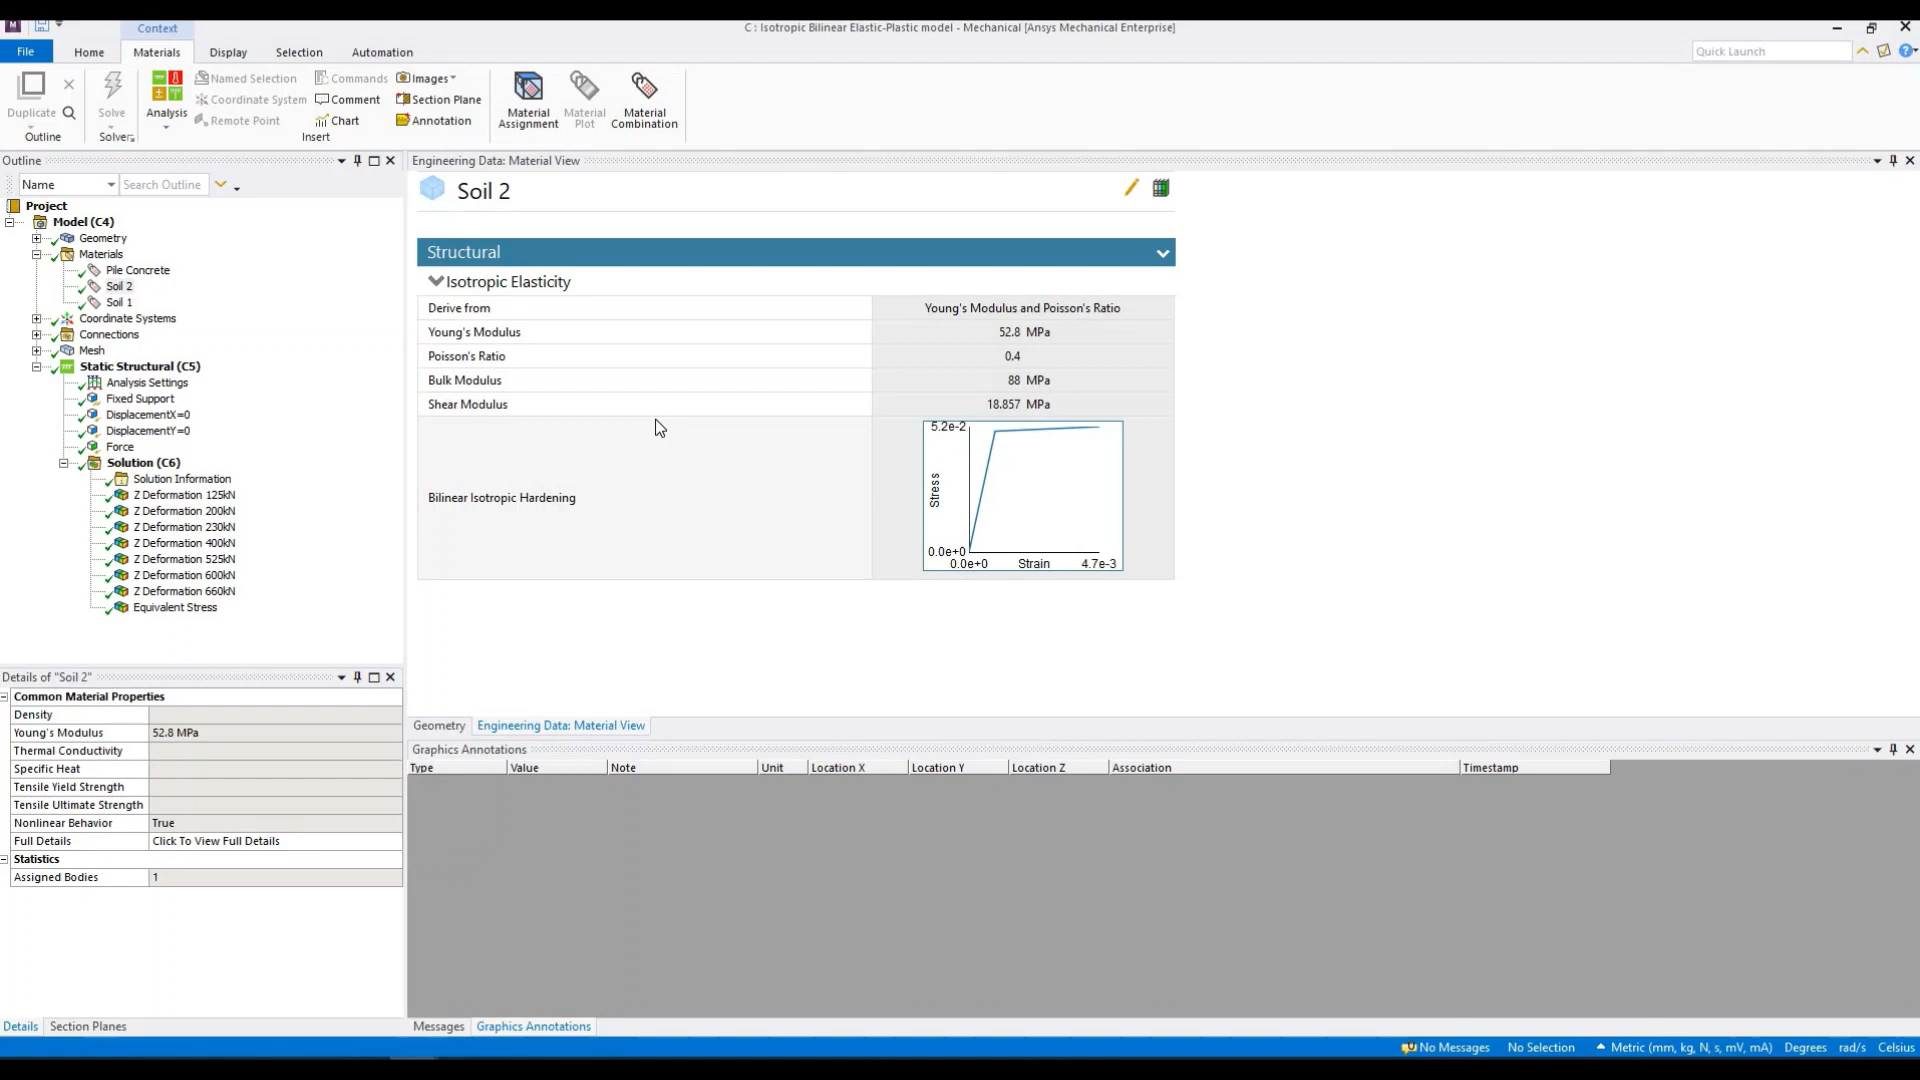 Context
C : Isotropic Bilinear Elastic-Plastic model - Mechanical [Ansys Mechanical Enterprise]
File Home Materials Display Selection Automation
Quick Launch
Duplicate
Outline
Solve
Solver
Analysis
Named Selection
Coordinate System
Remote Point
Commands
Comment
Chart
Images
Section Plane
Annotation
Insert
Material Assignment
Material Plot
Material Combination
Outline
Name
Search Outline
Project
Model (C4)
Geometry
Materials
Pile Concrete
Soil 2
Soil 1
Coordinate Systems
Connections
Mesh
Static Structural (C5)
Analysis Settings
Fixed Support
DisplacementX=0
DisplacementY=0
Force
Solution (C6)
Solution Information
Z Deformation 125kN
Z Deformation 200kN
Z Deformation 230kN
Z Deformation 400kN
Z Deformation 525kN
Z Deformation 600kN
Z Deformation 660kN
Equivalent Stress
Engineering Data: Material View
Soil 2
Structural
Isotropic Elasticity
Derive from Young's Modulus and Poisson's Ratio
Young's Modulus 52.8 MPa
Poisson's Ratio 0.4
Bulk Modulus 88 MPa
Shear Modulus 18.857 MPa
Bilinear Isotropic Hardening
5.2e-2
Stress
0.0e+0
0.0e+0 Strain 4.7e-3
Geometry Engineering Data: Material View
Details of "Soil 2"
Common Material Properties
Density
Young's Modulus 52.8 MPa
Thermal Conductivity
Specific Heat
Tensile Yield Strength
Tensile Ultimate Strength
Nonlinear Behavior True
Full Details Click To View Full Details
Statistics
Assigned Bodies 1
Details Section Planes
Graphics Annotations
Type Value Note Unit Location X Location Y Location Z Association Timestamp
Messages Graphics Annotations
No Messages No Selection Metric (mm, kg, N, s, mV, mA) Degrees rad/s Celsius